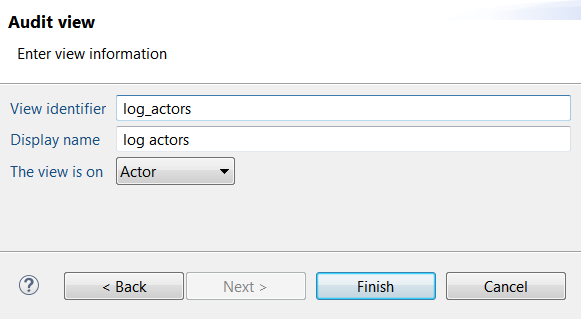 Audit view
Enter view information
View identifier log_actors
Display name log actors
The view is on Actor
? < Back Next > Finish Cancel